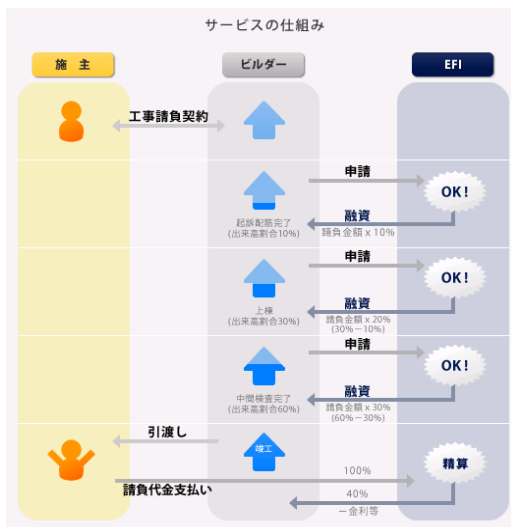 サービスの仕組み
施 主
ビルダー
EFI
工事請負契約
申請
OK!
融資
請負金額 x 10%
起訴配筋完了
(出来高割合10%)
申請
OK!
融資
請負金額 x 20%
(30%－10%)
上棟
(出来高割合30%)
申請
OK!
融資
請負金額 x 30%
(60%－30%)
中間検査完了
(出来高割合60%)
引渡し
竣工
請負代金支払い
100%
精算
40%
－金利等